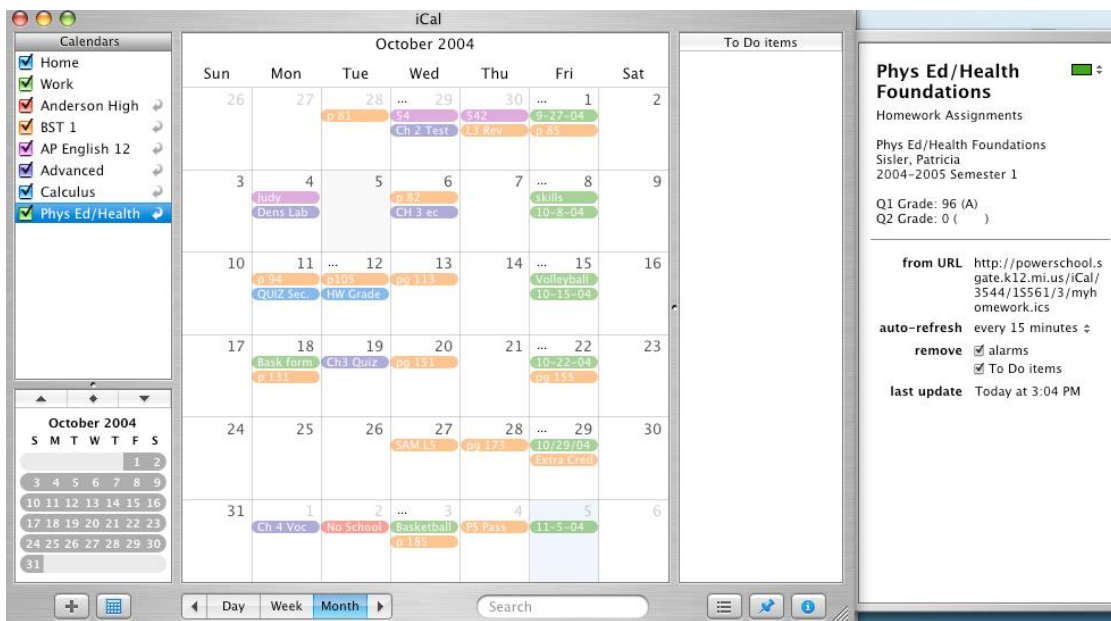 iCal
Calendars
Home
Work
Anderson High
BST 1
AP English 12
Advanced
Calculus
Phys Ed/Health
October 2004
S M T W T F S
1 2
3 4 5 6 7 8 9
10 11 12 13 14 15 16
17 18 19 20 21 22 23
24 25 26 27 28 29 30
31
October 2004
Sun Mon Tue Wed Thu Fri Sat
26 27 28 ... 29 30 ... 1 2
p 81 54 542 9-27-04
Ch 2 Test L3 Rev p 85
3 4 5 6 7 ... 8 9
Judy p 82 skills
Dens Lab CH 3 ec 10-8-04
10 11 ... 12 13 14 ... 15 16
p 94 p105 pg 113 Volleyball
QUIZ Sec. HW Grade 10-15-04
17 18 19 20 21 ... 22 23
Bask form Ch3 Quiz pg 151 10-22-04
p 131 pg 155
24 25 26 27 28 ... 29 30
SAM L5 pg 173 10/29/04
Extra Cred
31 1 2 ... 3 4 5 6
Ch 4 Voc No School Basketball PS Pass 11-5-04
p 185
Day Week Month
Search
To Do items
Phys Ed/Health
Foundations
Homework Assignments
Phys Ed/Health Foundations
Sisler, Patricia
2004-2005 Semester 1
Q1 Grade: 96 (A)
Q2 Grade: 0 ( )
from URL http://powerschool.s
gate.k12.mi.us/iCal/
3544/1S561/3/myh
omework.ics
auto-refresh every 15 minutes
remove alarms
To Do items
last update Today at 3:04 PM